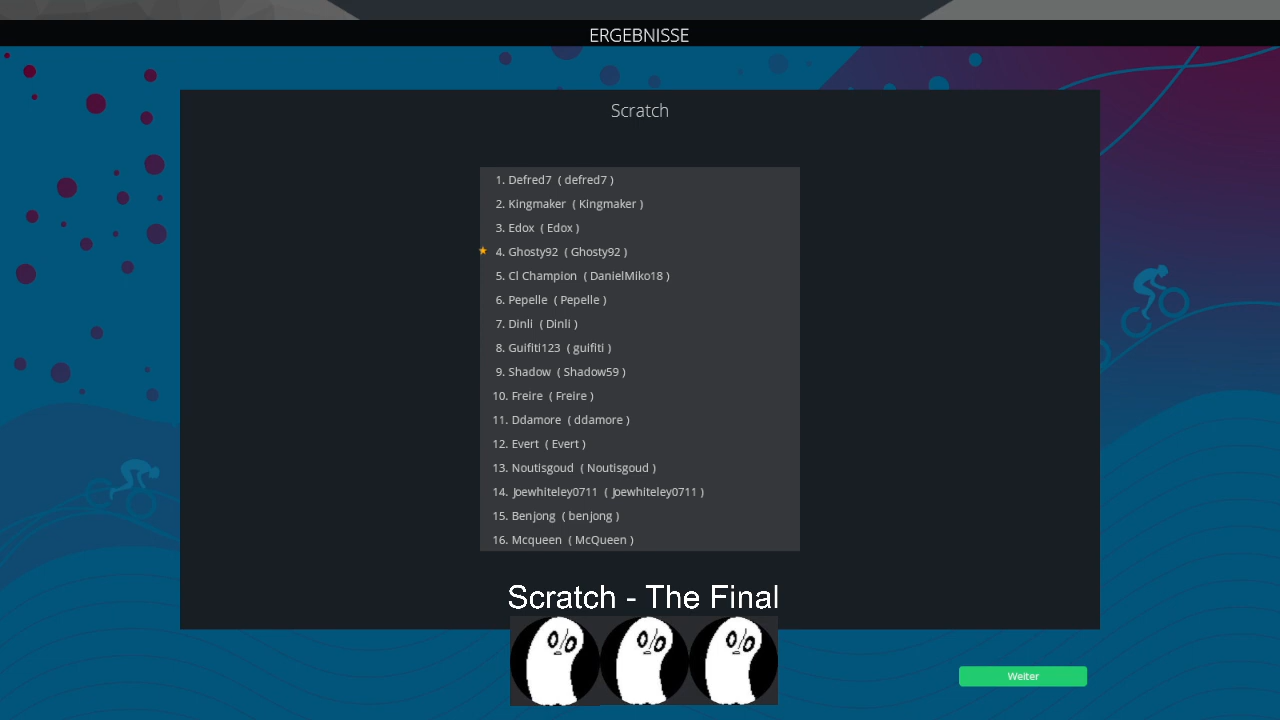 ERGEBNISSE
Scratch
1. Defred7 ( defred7 )
2. Kingmaker ( Kingmaker )
3. Edox ( Edox )
4. Ghosty92 ( Ghosty92 )
5. Cl Champion ( DanielMiko18 )
6. Pepelle ( Pepelle )
7. Dinli ( Dinli )
8. Guifiti123 ( guifiti )
9. Shadow ( Shadow59 )
10. Freire ( Freire )
11. Ddamore ( ddamore )
12. Evert ( Evert )
13. Noutisgoud ( Noutisgoud )
14. Joewhiteley0711 ( Joewhiteley0711 )
15. Benjong ( benjong )
16. Mcqueen ( McQueen )
Scratch - The Final
Weiter